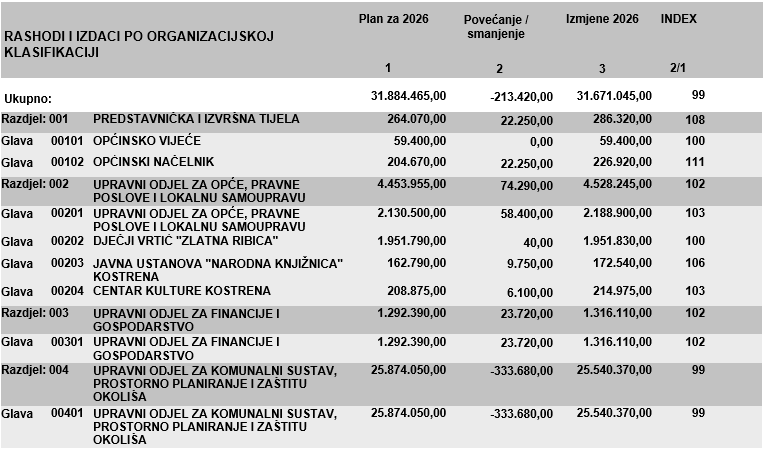 RASHODI I IZDACI PO ORGANIZACIJSKOJ KLASIFIKACIJI Plan za 2026 Povećanje / smanjenje Izmjene 2026 INDEX
1 2 3 2/1
Ukupno: 31.884.465,00 -213.420,00 31.671.045,00 99
Razdjel: 001 PREDSTAVNIČKA I IZVRŠNA TIJELA 264.070,00 22.250,00 286.320,00 108
Glava 00101 OPĆINSKO VIJEĆE 59.400,00 0,00 59.400,00 100
Glava 00102 OPĆINSKI NAČELNIK 204.670,00 22.250,00 226.920,00 111
Razdjel: 002 UPRAVNI ODJEL ZA OPĆE, PRAVNE 4.453.955,00 74.290,00 4.528.245,00 102
POSLOVE I LOKALNU SAMOUPRAVU
Glava 00201 UPRAVNI ODJEL ZA OPĆE, PRAVNE 2.130.500,00 58.400,00 2.188.900,00 103
POSLOVE I LOKALNU SAMOUPRAVU
Glava 00202 DJEČJI VRTIĆ "ZLATNA RIBICA" 1.951.790,00 40,00 1.951.830,00 100
Glava 00203 JAVNA USTANOVA "NARODNA KNJIŽNICA" 162.790,00 9.750,00 172.540,00 106
KOSTRENA
Glava 00204 CENTAR KULTURE KOSTRENA 208.875,00 6.100,00 214.975,00 103
Razdjel: 003 UPRAVNI ODJEL ZA FINANCIJE I 1.292.390,00 23.720,00 1.316.110,00 102
GOSPODARSTVO
Glava 00301 UPRAVNI ODJEL ZA FINANCIJE I 1.292.390,00 23.720,00 1.316.110,00 102
GOSPODARSTVO
Razdjel: 004 UPRAVNI ODJEL ZA KOMUNALNI SUSTAV, 25.874.050,00 -333.680,00 25.540.370,00 99
PROSTORNO PLANIRANJE I ZAŠTITU
OKOLIŠA
Glava 00401 UPRAVNI ODJEL ZA KOMUNALNI SUSTAV, 25.874.050,00 -333.680,00 25.540.370,00 99
PROSTORNO PLANIRANJE I ZAŠTITU
OKOLIŠA